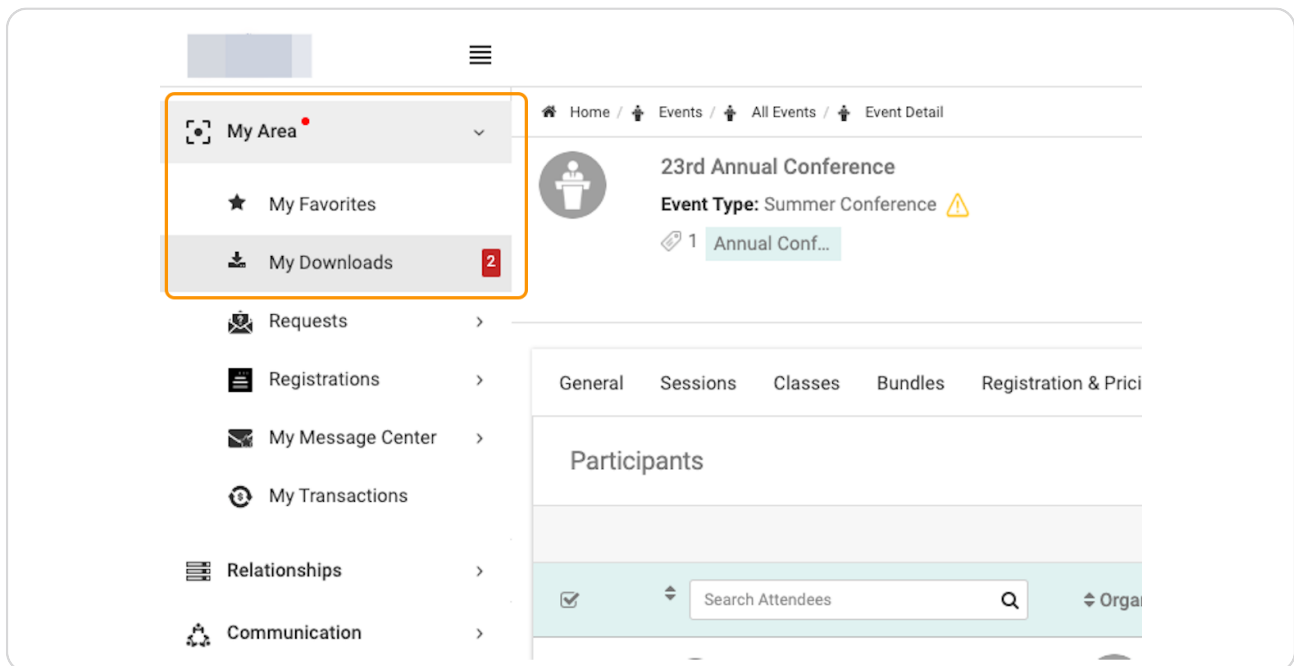 Home / Events / All Events / Event Detail
My Area
My Favorites
My Downloads 2
Requests
Registrations
My Message Center
My Transactions
Relationships
Communication
23rd Annual Conference
Event Type: Summer Conference
1 Annual Conf...
General Sessions Classes Bundles Registration & Prici
Participants
Search Attendees Orga